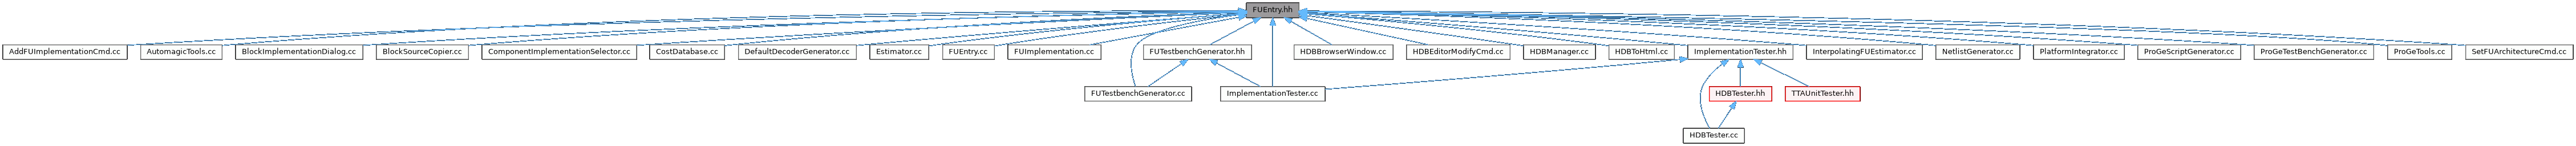 FUEntry.hh
AddFUImplementationCmd.cc
AutomagicTools.cc
BlockImplementationDialog.cc
BlockSourceCopier.cc
ComponentImplementationSelector.cc
CostDatabase.cc
DefaultDecoderGenerator.cc
Estimator.cc
FUEntry.cc
FUImplementation.cc
FUTestbenchGenerator.hh
HDBBrowserWindow.cc
HDBEditorModifyCmd.cc
HDBManager.cc
HDBToHtml.cc
ImplementationTester.hh
InterpolatingFUEstimator.cc
NetlistGenerator.cc
PlatformIntegrator.cc
ProGeScriptGenerator.cc
ProGeTestBenchGenerator.cc
ProGeTools.cc
SetFUArchitectureCmd.cc
FUTestbenchGenerator.cc
ImplementationTester.cc
HDBTester.hh
TTAUnitTester.hh
HDBTester.cc